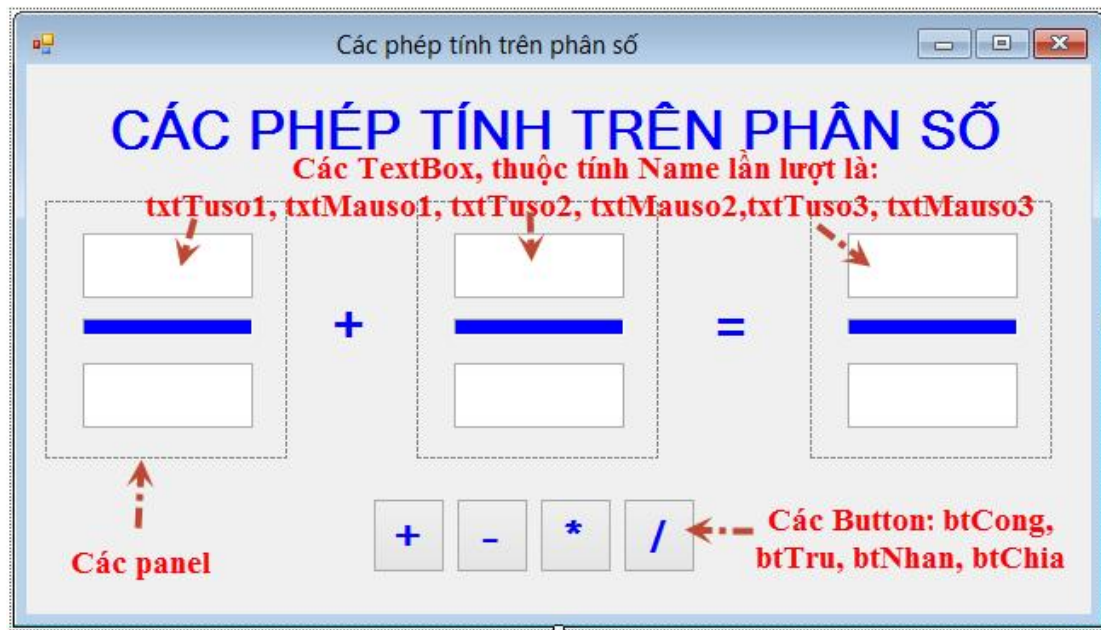 Các phép tính trên phân số
CÁC PHÉP TÍNH TRÊN PHÂN SỐ
Các TextBox, thuộc tính Name lần lượt là:
txtTuso1, txtMauso1, txtTuso2, txtMauso2,txtTuso3, txtMauso3
+ =
+ - * /
Các Button: btCong,
btTru, btNhan, btChia
Các panel